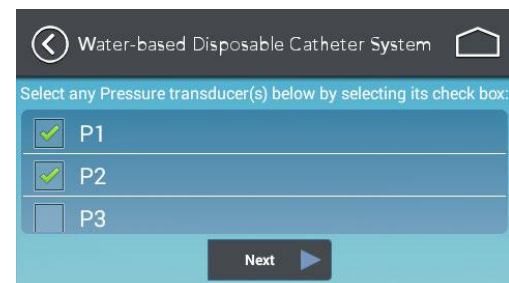 Water-based Disposable Catheter System
Select any Pressure transducer(s) below by selecting its check box:
P1
P2
P3
Next